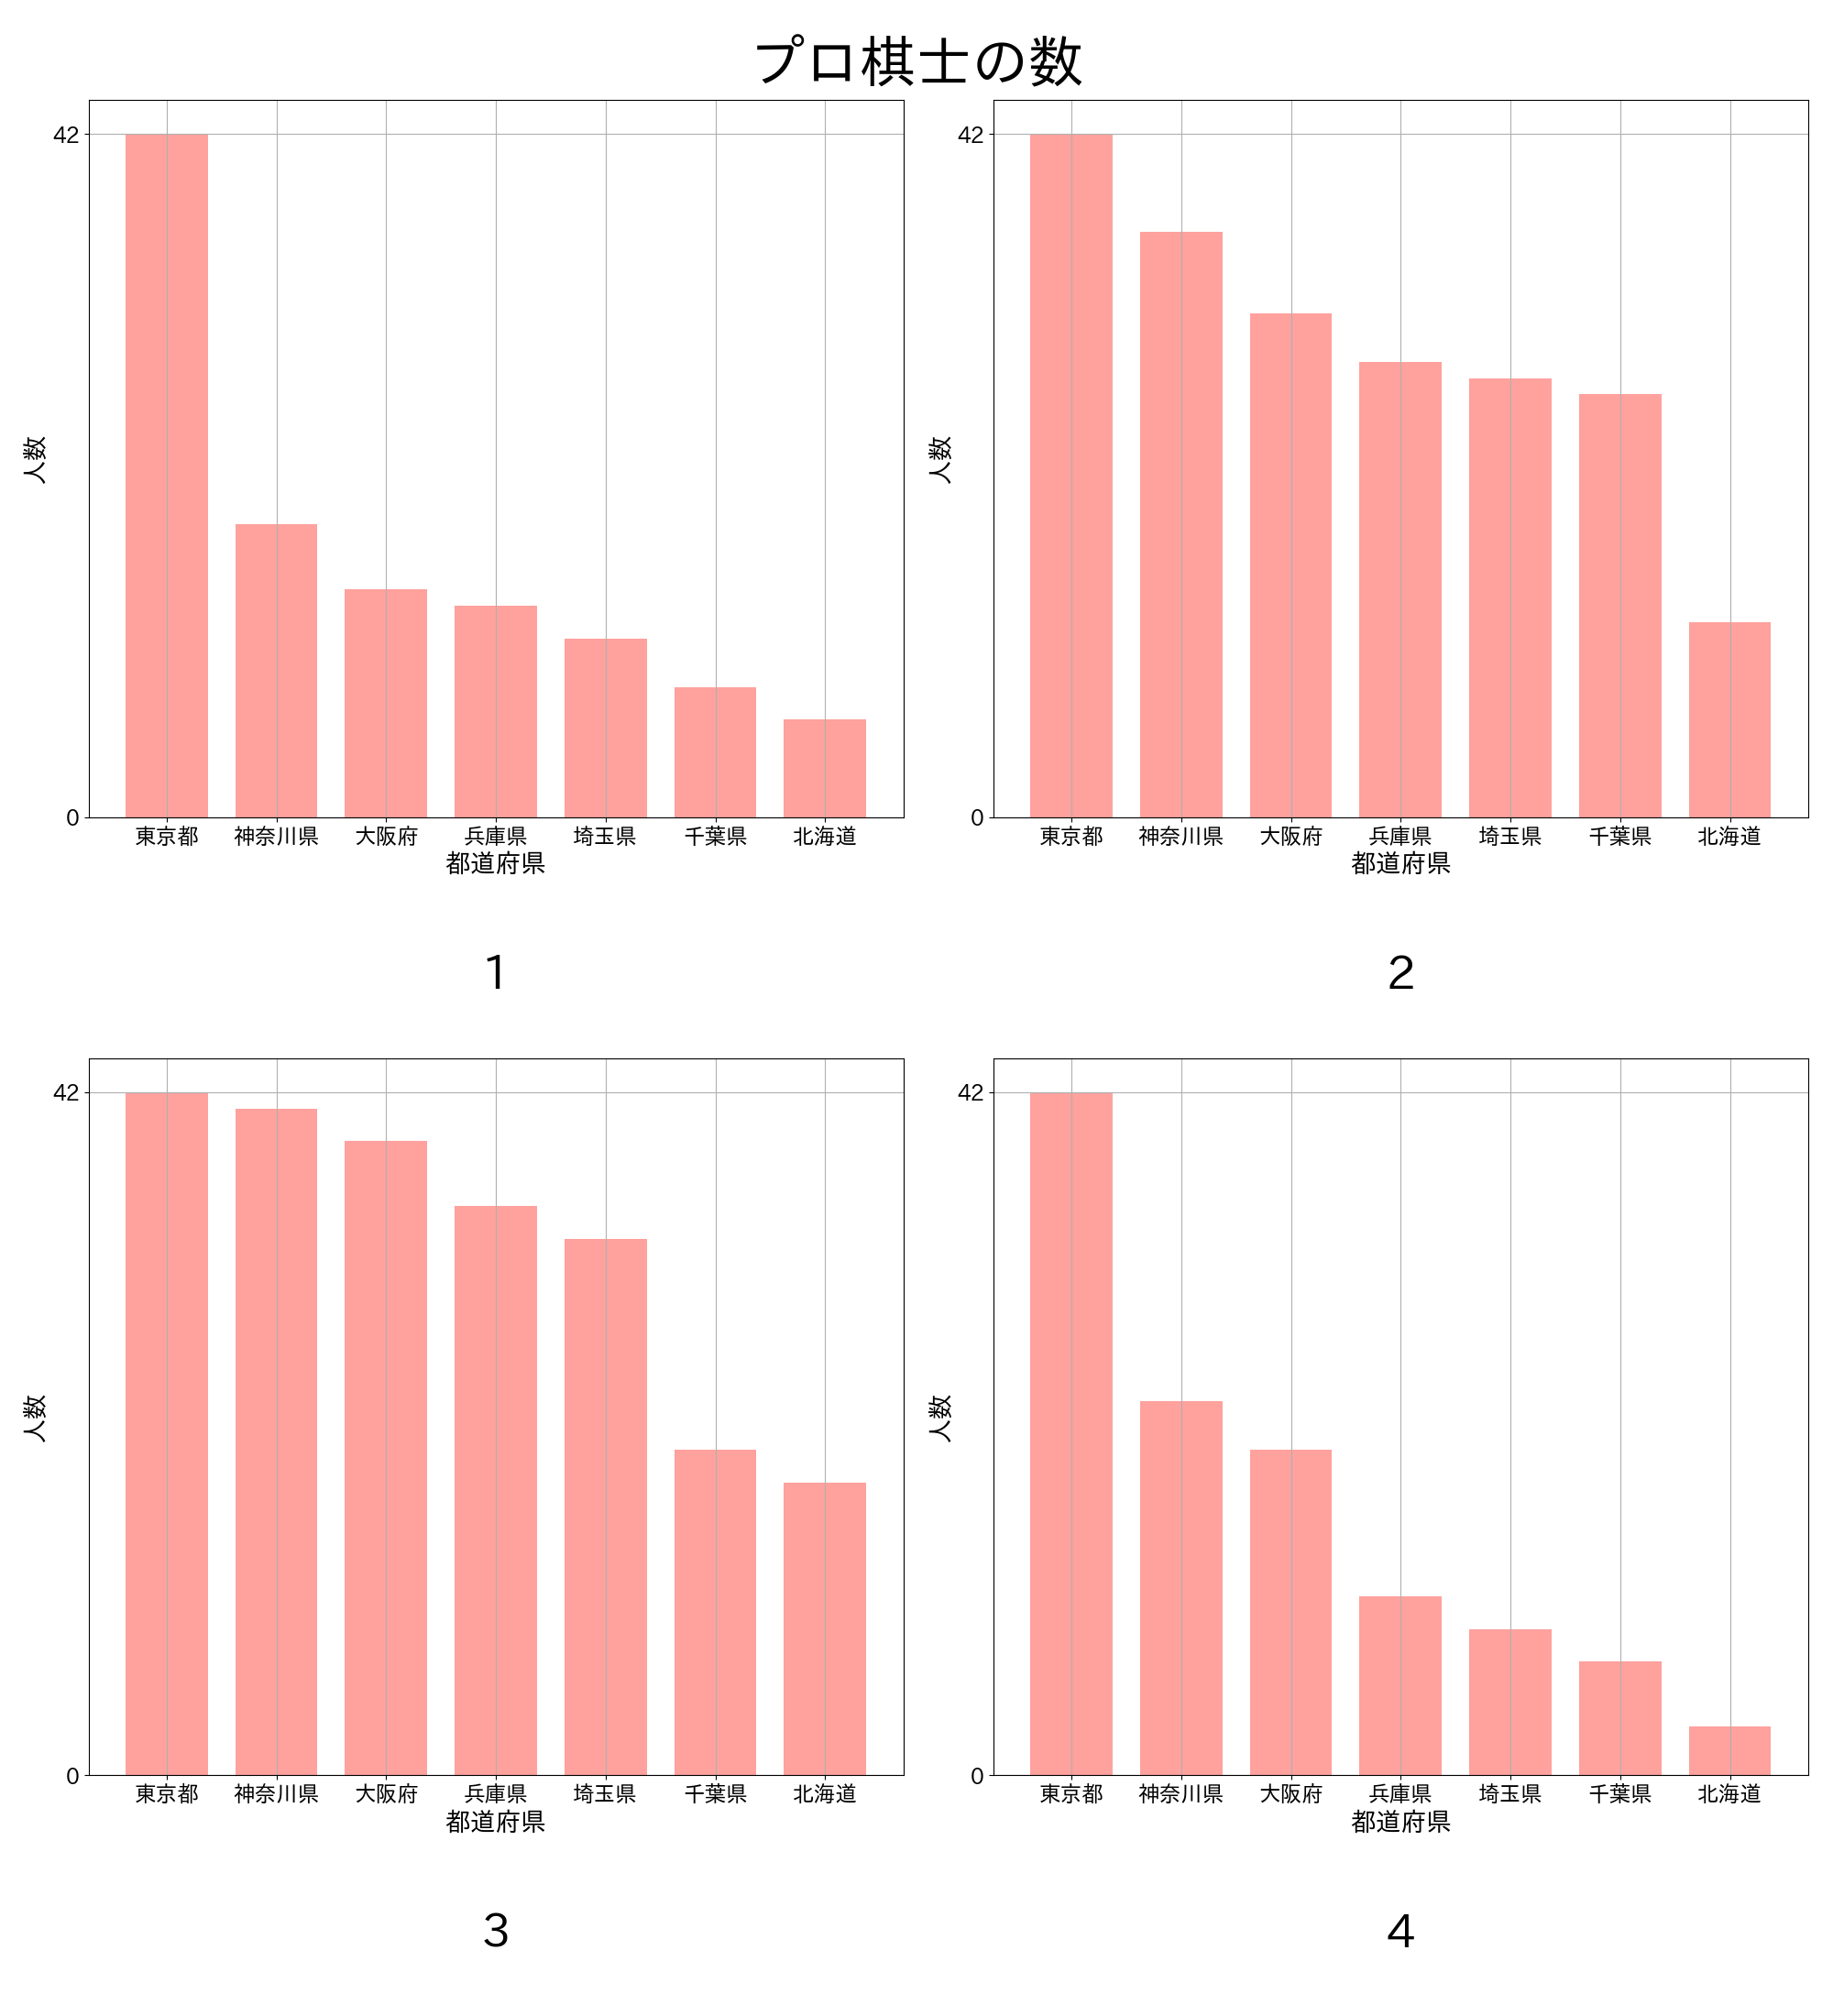 プロ棋士の数
42
0
人数
東京都 神奈川県 大阪府 兵庫県 埼玉県 千葉県 北海道
都道府県
1
42
0
人数
東京都 神奈川県 大阪府 兵庫県 埼玉県 千葉県 北海道
都道府県
2
42
0
人数
東京都 神奈川県 大阪府 兵庫県 埼玉県 千葉県 北海道
都道府県
3
42
0
人数
東京都 神奈川県 大阪府 兵庫県 埼玉県 千葉県 北海道
都道府県
4